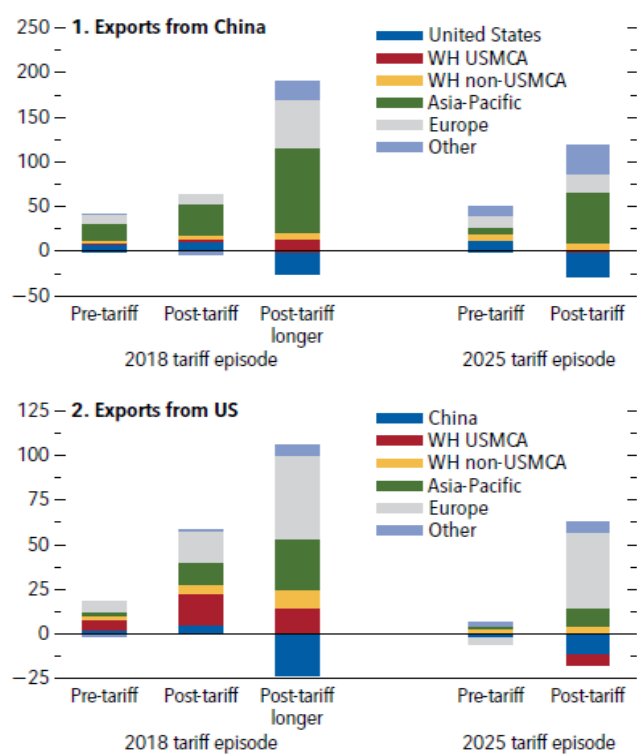 1. Exports from China
250
200
150
100
50
0
−50
United States
WH USMCA
WH non-USMCA
Asia-Pacific
Europe
Other
Pre-tariff Post-tariff Post-tariff Pre-tariff Post-tariff
longer
2018 tariff episode 2025 tariff episode
2. Exports from US
125
100
75
50
25
0
−25
China
WH USMCA
WH non-USMCA
Asia-Pacific
Europe
Other
Pre-tariff Post-tariff Post-tariff Pre-tariff Post-tariff
longer
2018 tariff episode 2025 tariff episode